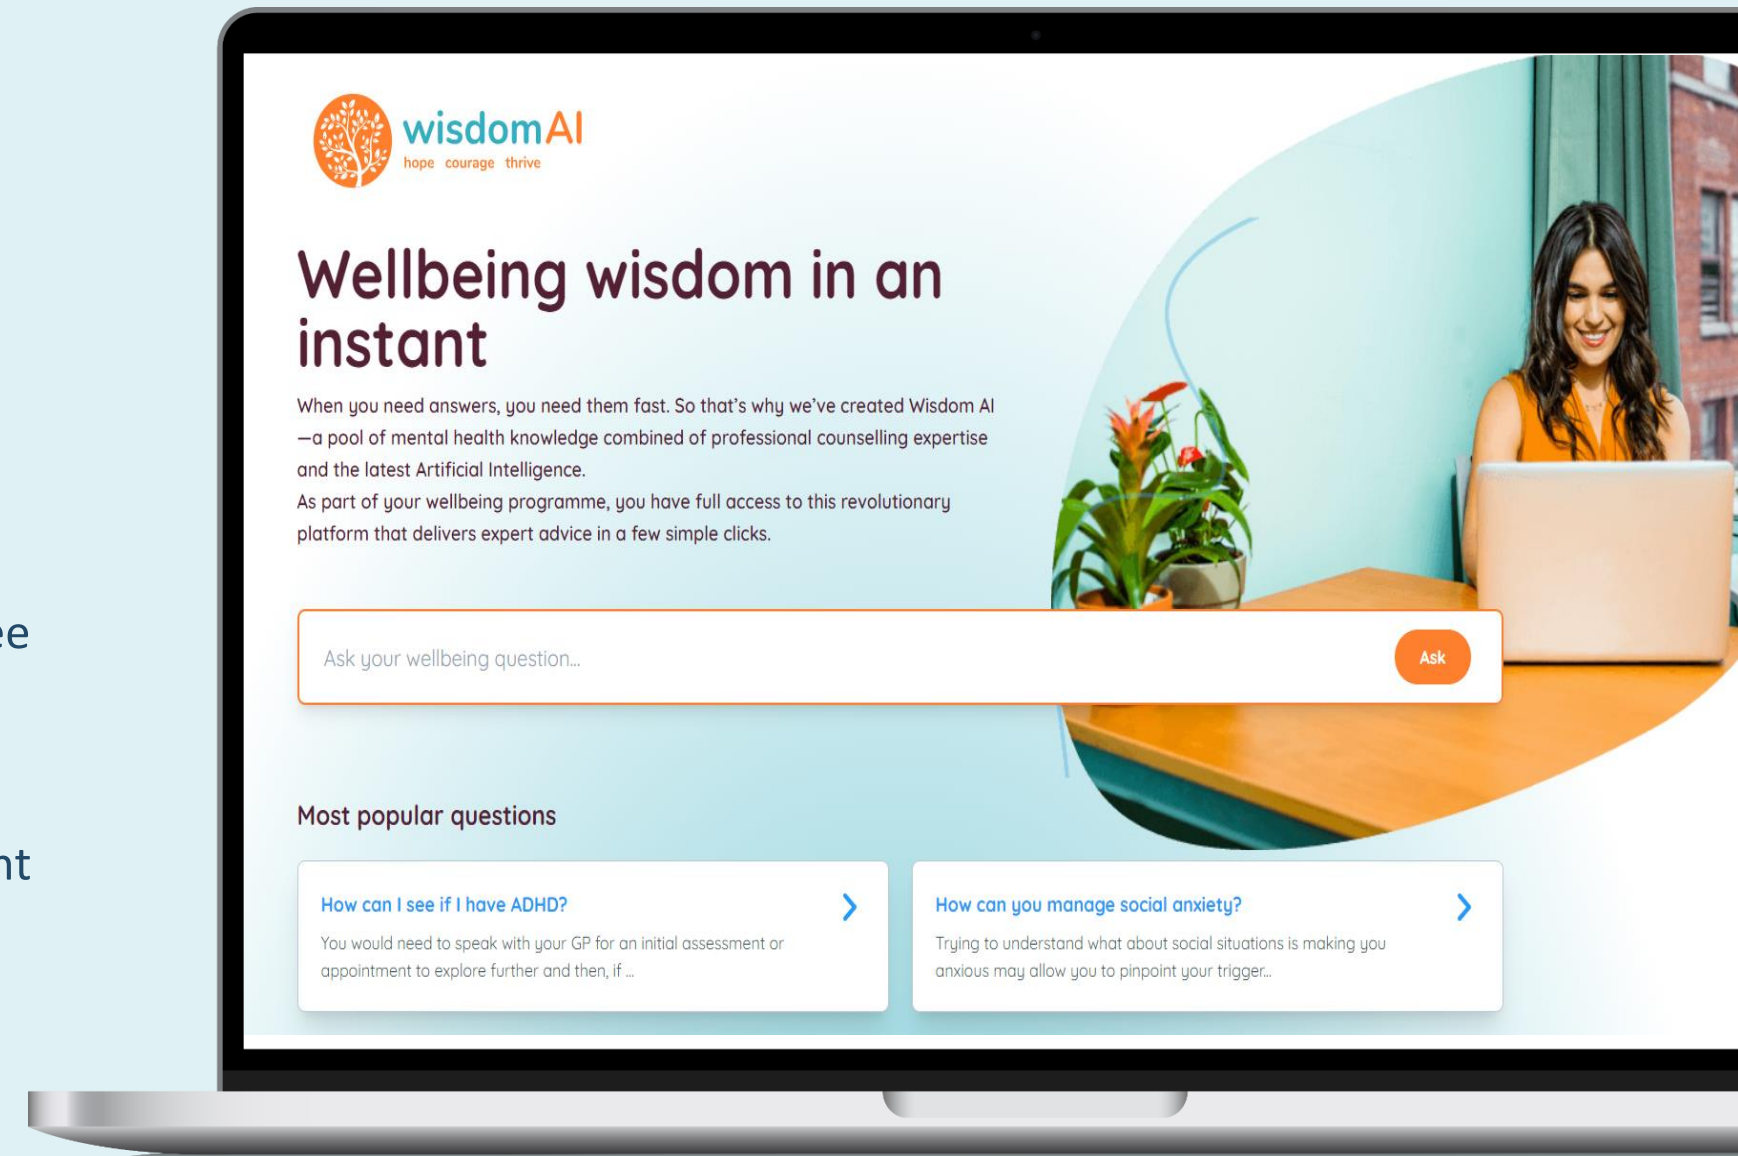 wisdomAI
hope courage thrive
Wellbeing wisdom in an
instant
When you need answers, you need them fast. So that's why we've created Wisdom AI
—a pool of mental health knowledge combined of professional counselling expertise
and the latest Artificial Intelligence.
As part of your wellbeing programme, you have full access to this revolutionary
platform that delivers expert advice in a few simple clicks.
Ask your wellbeing question...
Ask
Most popular questions
How can I see if I have ADHD?
You would need to speak with your GP for an initial assessment or
appointment to explore further and then, if ...
How can you manage social anxiety?
Trying to understand what about social situations is making you
anxious may allow you to pinpoint your trigger...